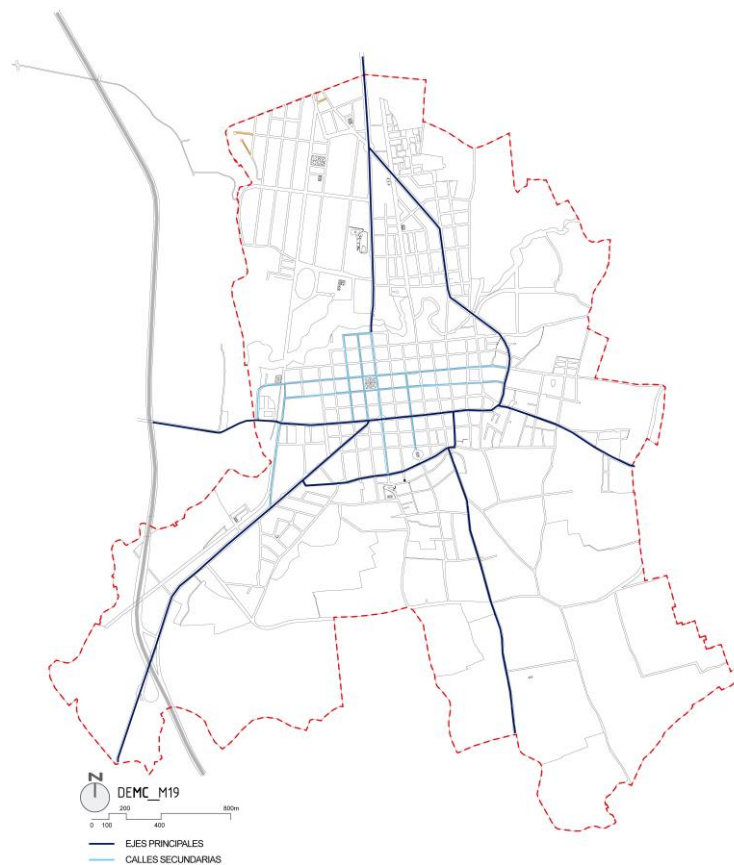 N
DEMC_M19
200 800m
0 100 400
EJES PRINCIPALES
CALLES SECUNDARIAS